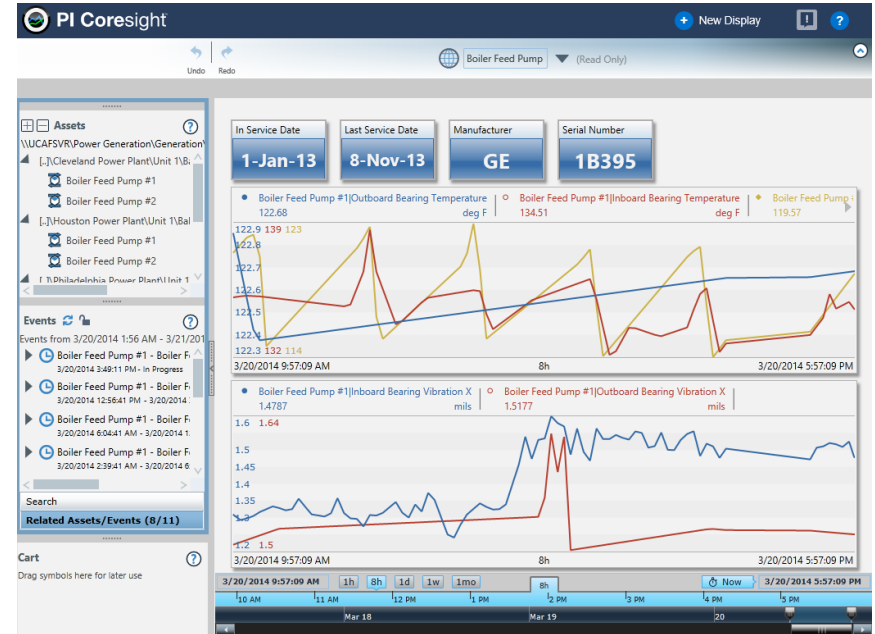 PI Coresight
New Display
Undo
Redo
Boiler Feed Pump
(Read Only)
Assets
\\UCAFSVR\Power Generation\Generation\
[..]\Cleveland Power Plant\Unit 1\Ba
Boiler Feed Pump #1
Boiler Feed Pump #2
[..]\Houston Power Plant\Unit 1\Bal
Boiler Feed Pump #1
Boiler Feed Pump #2
[..]\Philadelphia Power Plant\Unit 1
Events
Events from 3/20/2014 1:56 AM - 3/21/201
Boiler Feed Pump #1 - Boiler F
3/20/2014 3:49:11 PM - In Progress
Boiler Feed Pump #1 - Boiler F
3/20/2014 12:56:41 PM - 3/20/2014
Boiler Feed Pump #1 - Boiler F
3/20/2014 6:04:41 AM - 3/20/2014 1
Boiler Feed Pump #1 - Boiler F
3/20/2014 2:39:41 AM - 3/20/2014 6:
Search
Related Assets/Events (8/11)
Cart
Drag symbols here for later use
In Service Date
1-Jan-13
Last Service Date
8-Nov-13
Manufacturer
GE
Serial Number
1B395
Boiler Feed Pump #1|Outboard Bearing Temperature
122.68 deg F
Boiler Feed Pump #1|Inboard Bearing Temperature
134.51 deg F
Boiler Feed Pump
119.57
122.9 139 123
122.8
122.7
122.6
122.5
122.4
122.3 132 114
3/20/2014 9:57:09 AM 8h 3/20/2014 5:57:09 PM
Boiler Feed Pump #1|Inboard Bearing Vibration X
1.4787 mils
Boiler Feed Pump #1|Outboard Bearing Vibration X
1.5177 mils
1.6 1.64
1.5
1.45
1.4
1.35
1.3
1.2 1.5
3/20/2014 9:57:09 AM 8h 3/20/2014 5:57:09 PM
3/20/2014 9:57:09 AM 1h 8h 1d 1w 1mo 8h Now 3/20/2014 5:57:09 PM
10 AM 11 AM 12 PM 1 PM 2 PM 3 PM 4 PM 5 PM
Mar 18 Mar 19 20